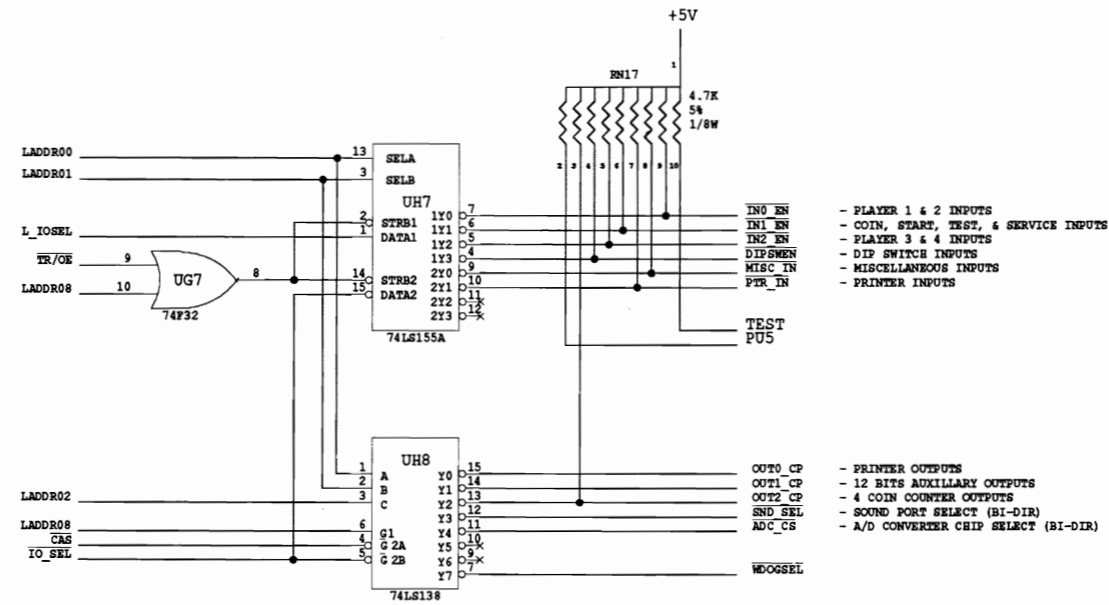 +5V
1
RN17
4.7K
5%
1/8W
2 3 4 5 6 7 8 9 10
LADDR00
13
SELA
LADDR01
3
SELB
UH7
2
STRB1
1Y0
7
IN0_EN
- PLAYER 1 & 2 INPUTS
L_IOSEL
1
DATA1
1Y1
6
IN1_EN
- COIN, START, TEST, & SERVICE INPUTS
1Y2
5
IN2_EN
- PLAYER 3 & 4 INPUTS
1Y3
4
DIPSWEN
- DIP SWITCH INPUTS
TR/OE
9
UG7
8
14
STRB2
2Y0
9
MISC_IN
- MISCELLANEOUS INPUTS
LADDR08
10
15
DATA2
2Y1
10
PTR_IN
- PRINTER INPUTS
2Y2
11
2Y3
12
74F32
74LS155A
TEST
PU5
UH8
1
A
Y0
15
OUT0_CP
- PRINTER OUTPUTS
2
B
Y1
14
OUT1_CP
- 12 BITS AUXILLARY OUTPUTS
LADDR02
3
C
Y2
13
OUT2_CP
- 4 COIN COUNTER OUTPUTS
Y3
12
SND_SEL
- SOUND PORT SELECT (BI-DIR)
LADDR08
6
G1
Y4
11
ADC_CS
- A/D CONVERTER CHIP SELECT (BI-DIR)
CAS
4
G2A
Y5
10
IO_SEL
5
G2B
Y6
9
Y7
7
WDOGSEL
74LS138